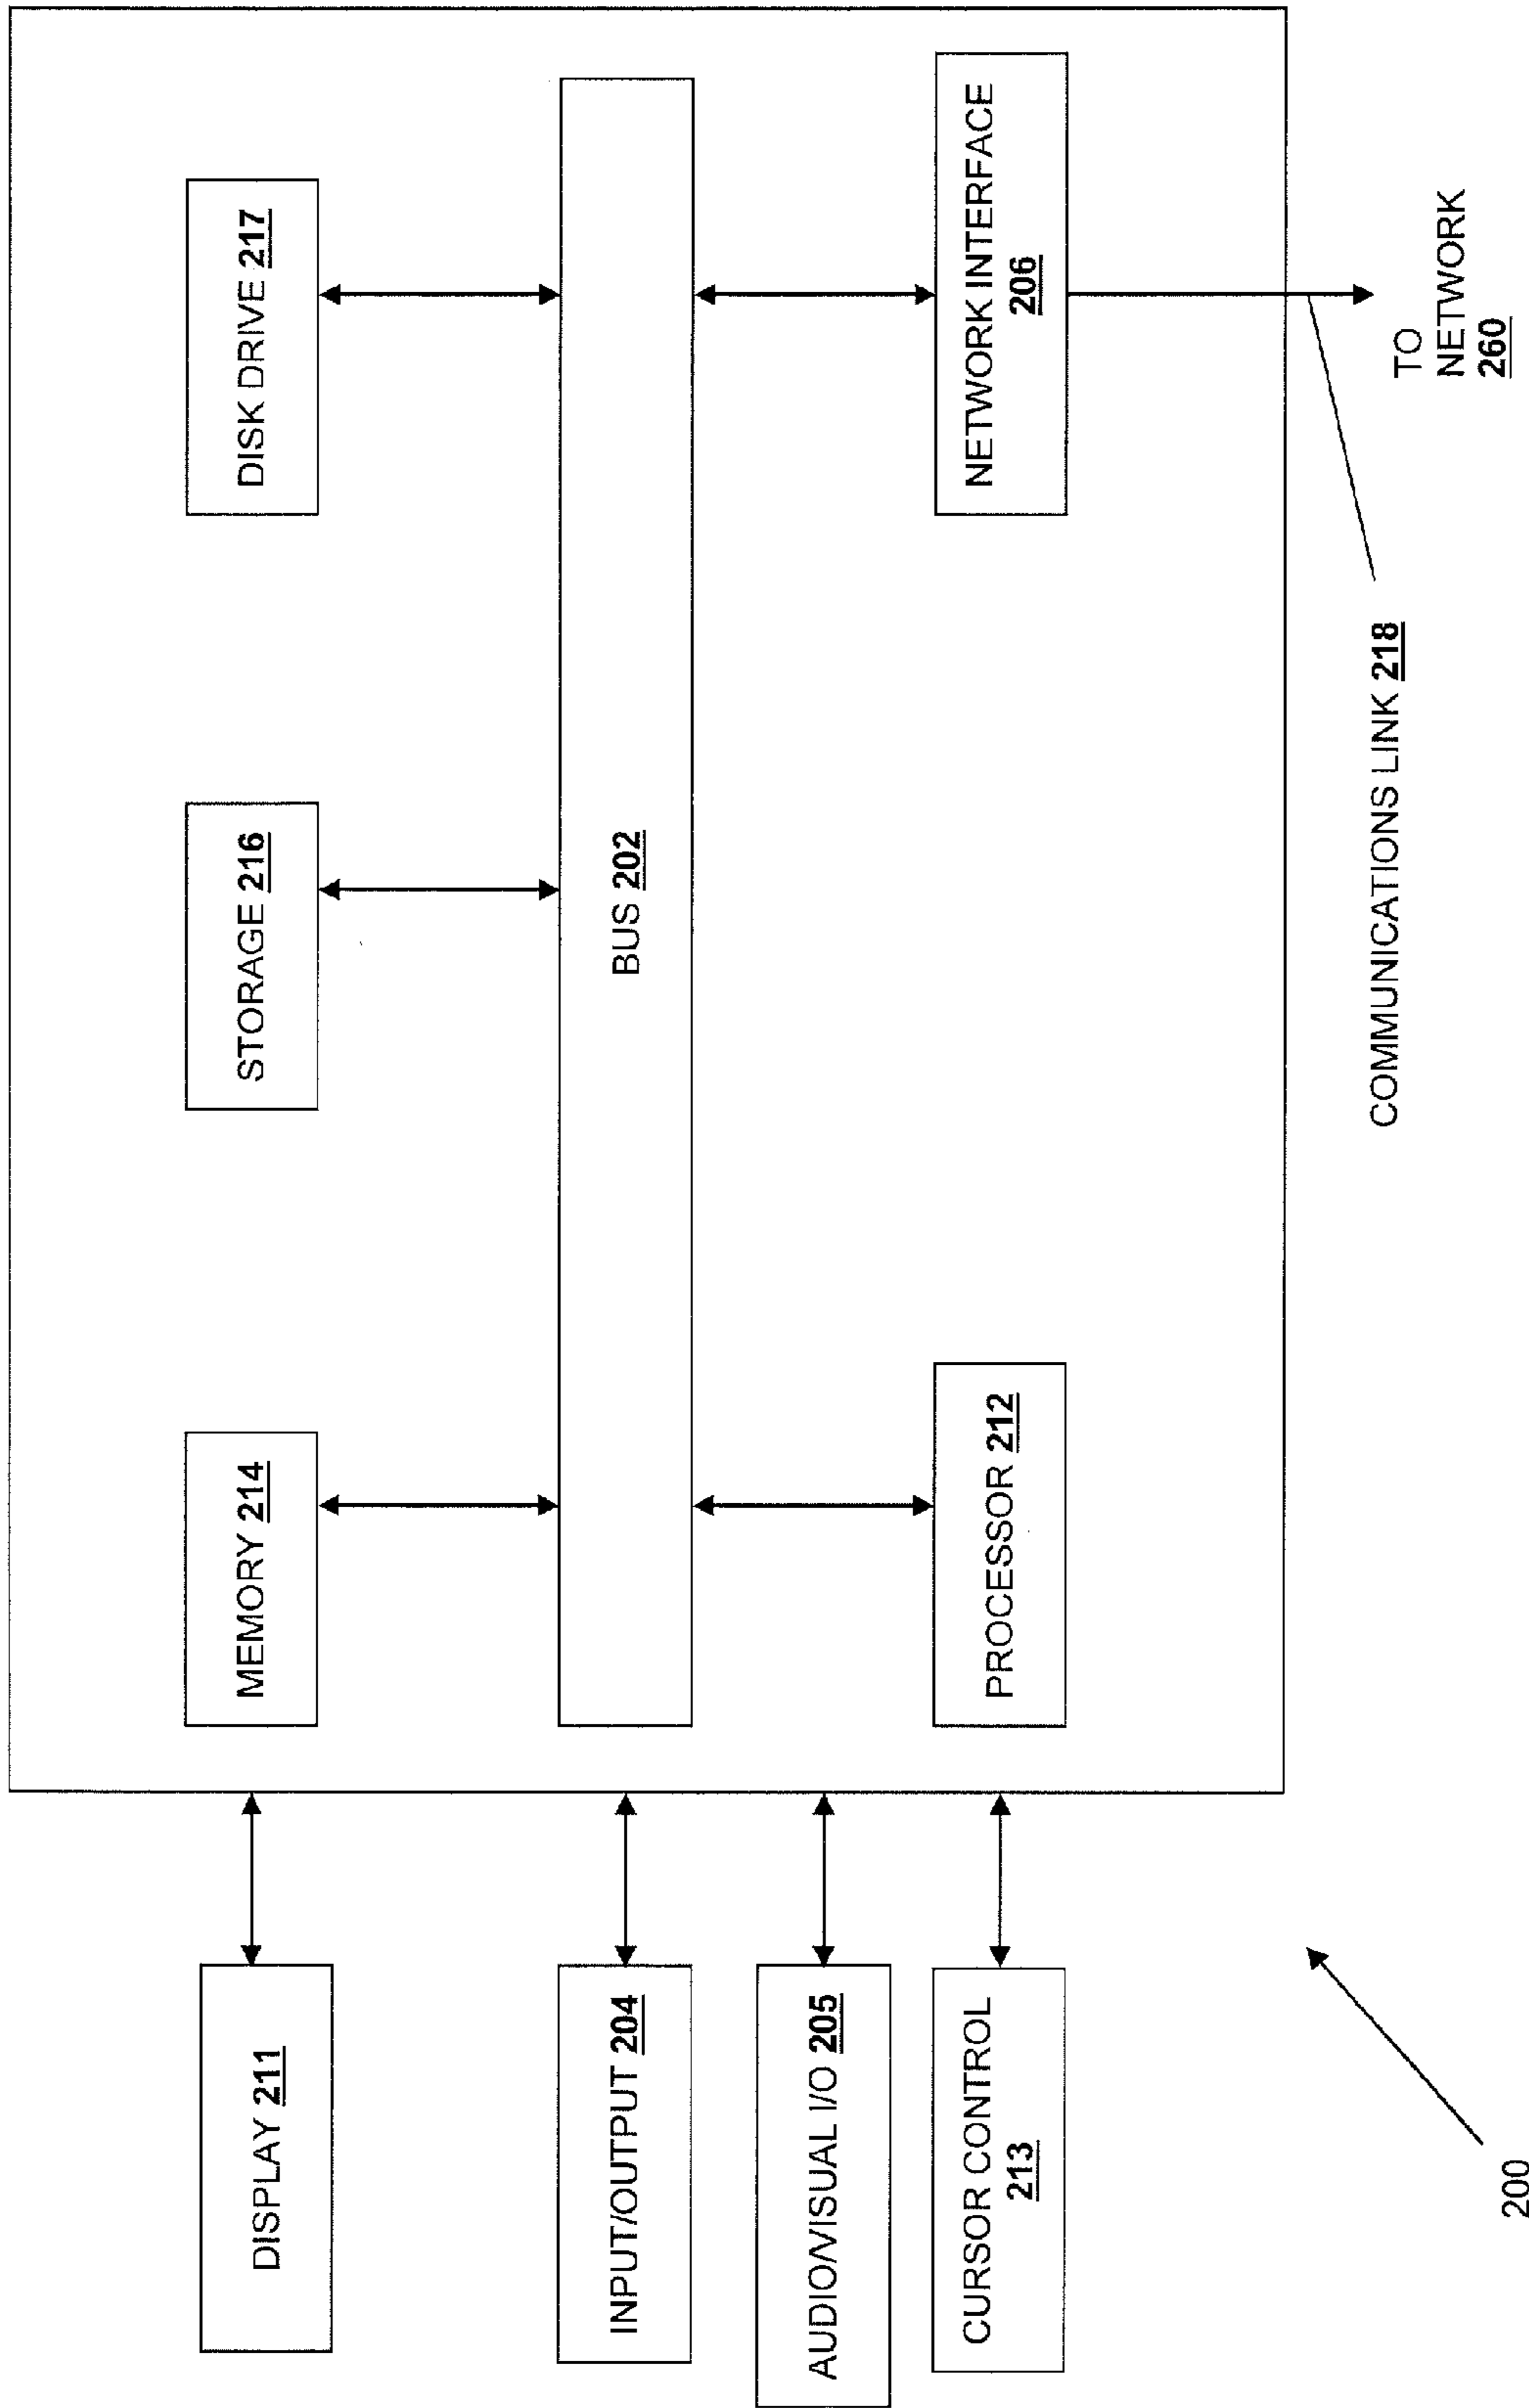 DISPLAY 211
INPUT/OUTPUT 204
AUDIO/VISUAL I/O 205
CURSOR CONTROL
213
MEMORY 214
STORAGE 216
DISK DRIVE 217
BUS 202
PROCESSOR 212
NETWORK INTERFACE
206
COMMUNICATIONS LINK 218
TO
NETWORK
260
200